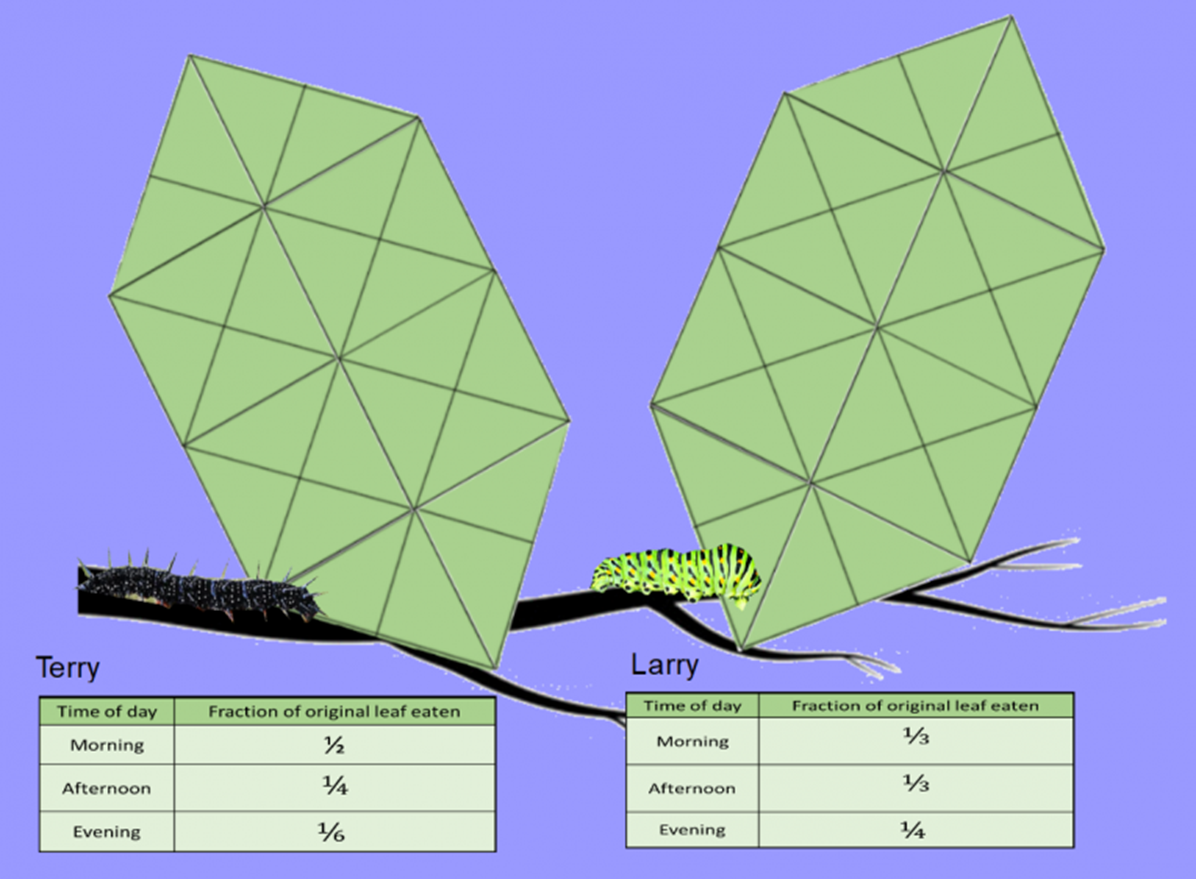 Terry
Time of day Fraction of original leaf eaten
Morning ½
Afternoon ¼
Evening ⅙
Larry
Time of day Fraction of original leaf eaten
Morning ⅓
Afternoon ⅓
Evening ¼